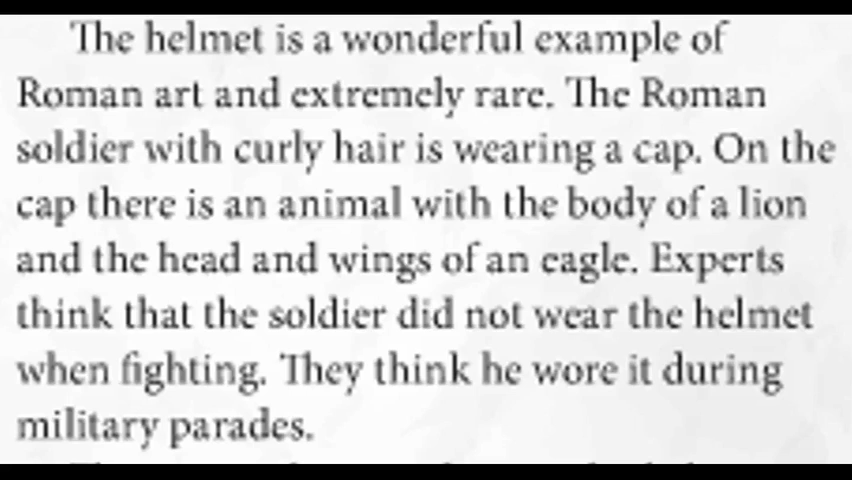 The helmet is a wonderful example of
Roman art and extremely rare. The Roman
soldier with curly hair is wearing a cap. On the
cap there is an animal with the body of a lion
and the head and wings of an eagle. Experts
think that the soldier did not wear the helmet
when fighting. They think he wore it during
military parades.